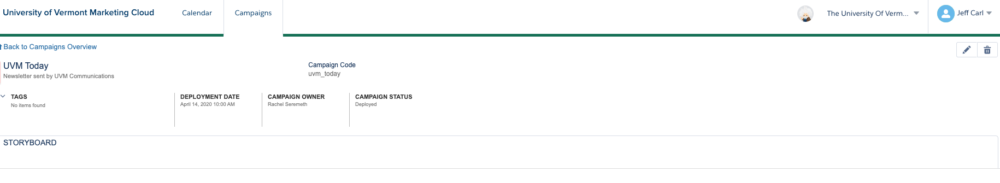 University of Vermont Marketing Cloud
Calendar
Campaigns
The University Of Verm...
Jeff Carl
Back to Campaigns Overview
UVM Today
Newsletter sent by UVM Communications
Campaign Code
uvm_today
TAGS
No items found
DEPLOYMENT DATE
April 14, 2020 10:00 AM
CAMPAIGN OWNER
Rachel Seremeth
CAMPAIGN STATUS
Deployed
STORYBOARD